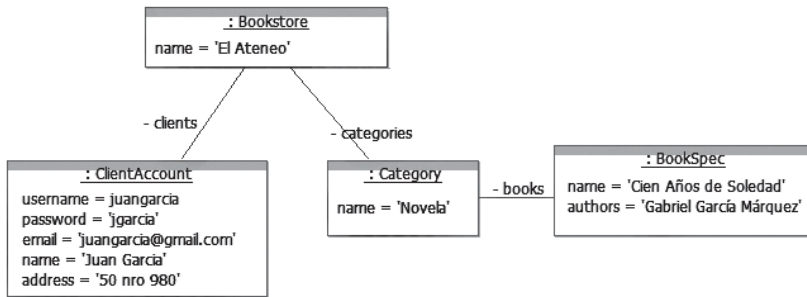 : Bookstore
name = 'El Ateneo'
- clients
- categories
: ClientAccount
username = juangarcia
password = 'jgarcia'
email = 'juangarcia@gmail.com'
name = 'Juan Garcia'
address = '50 nro 980'
: Category
name = 'Novela'
- books
: BookSpec
name = 'Cien Años de Soledad'
authors = 'Gabriel García Márquez'